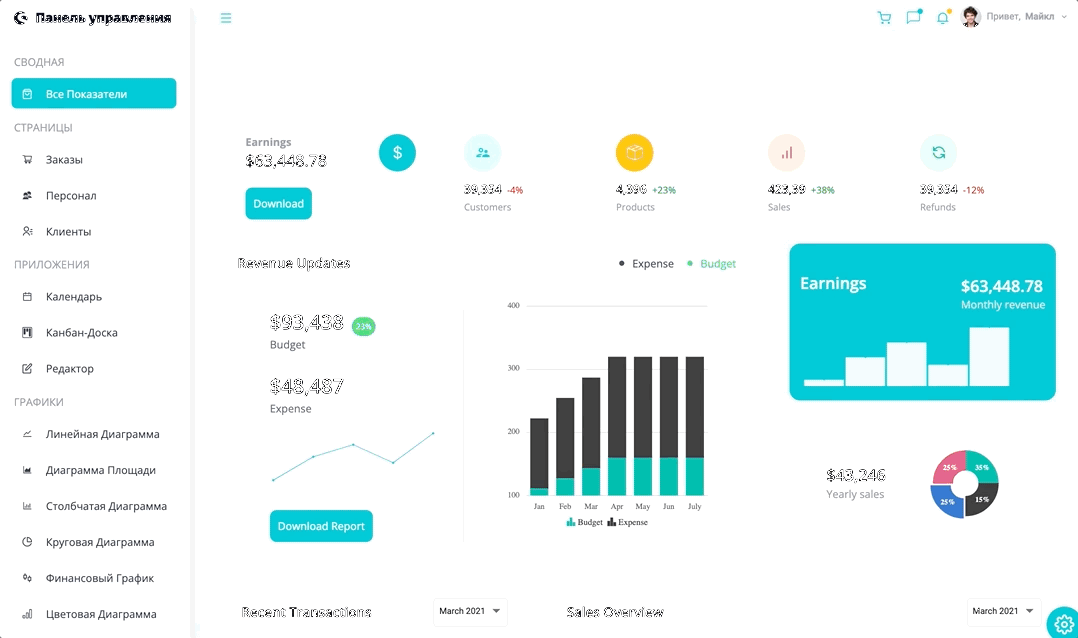 Панель управления
Привет, Майкл
СВОДНАЯ
Все Показатели
СТРАНИЦЫ
Заказы
Персонал
Клиенты
ПРИЛОЖЕНИЯ
Календарь
Канбан-Доска
Редактор
ГРАФИКИ
Линейная Диаграмма
Диаграмма Площади
Столбчатая Диаграмма
Круговая Диаграмма
Финансовый График
Цветовая Диаграмма
Earnings
$63,448.78
Download
$
39,354 -4%
Customers
4,396 +23%
Products
423,39 +38%
Sales
39,354 -12%
Refunds
Revenue Updates
Expense
Budget
$93,438 23%
Budget
$48,487
Expense
Download Report
400
300
200
100
Jan Feb Mar Apr May Jun July
Budget Expense
Earnings
$63,448.78
Monthly revenue
$43,246
Yearly sales
25% 35%
25% 15%
Recent Transactions
March 2021
Sales Overview
March 2021